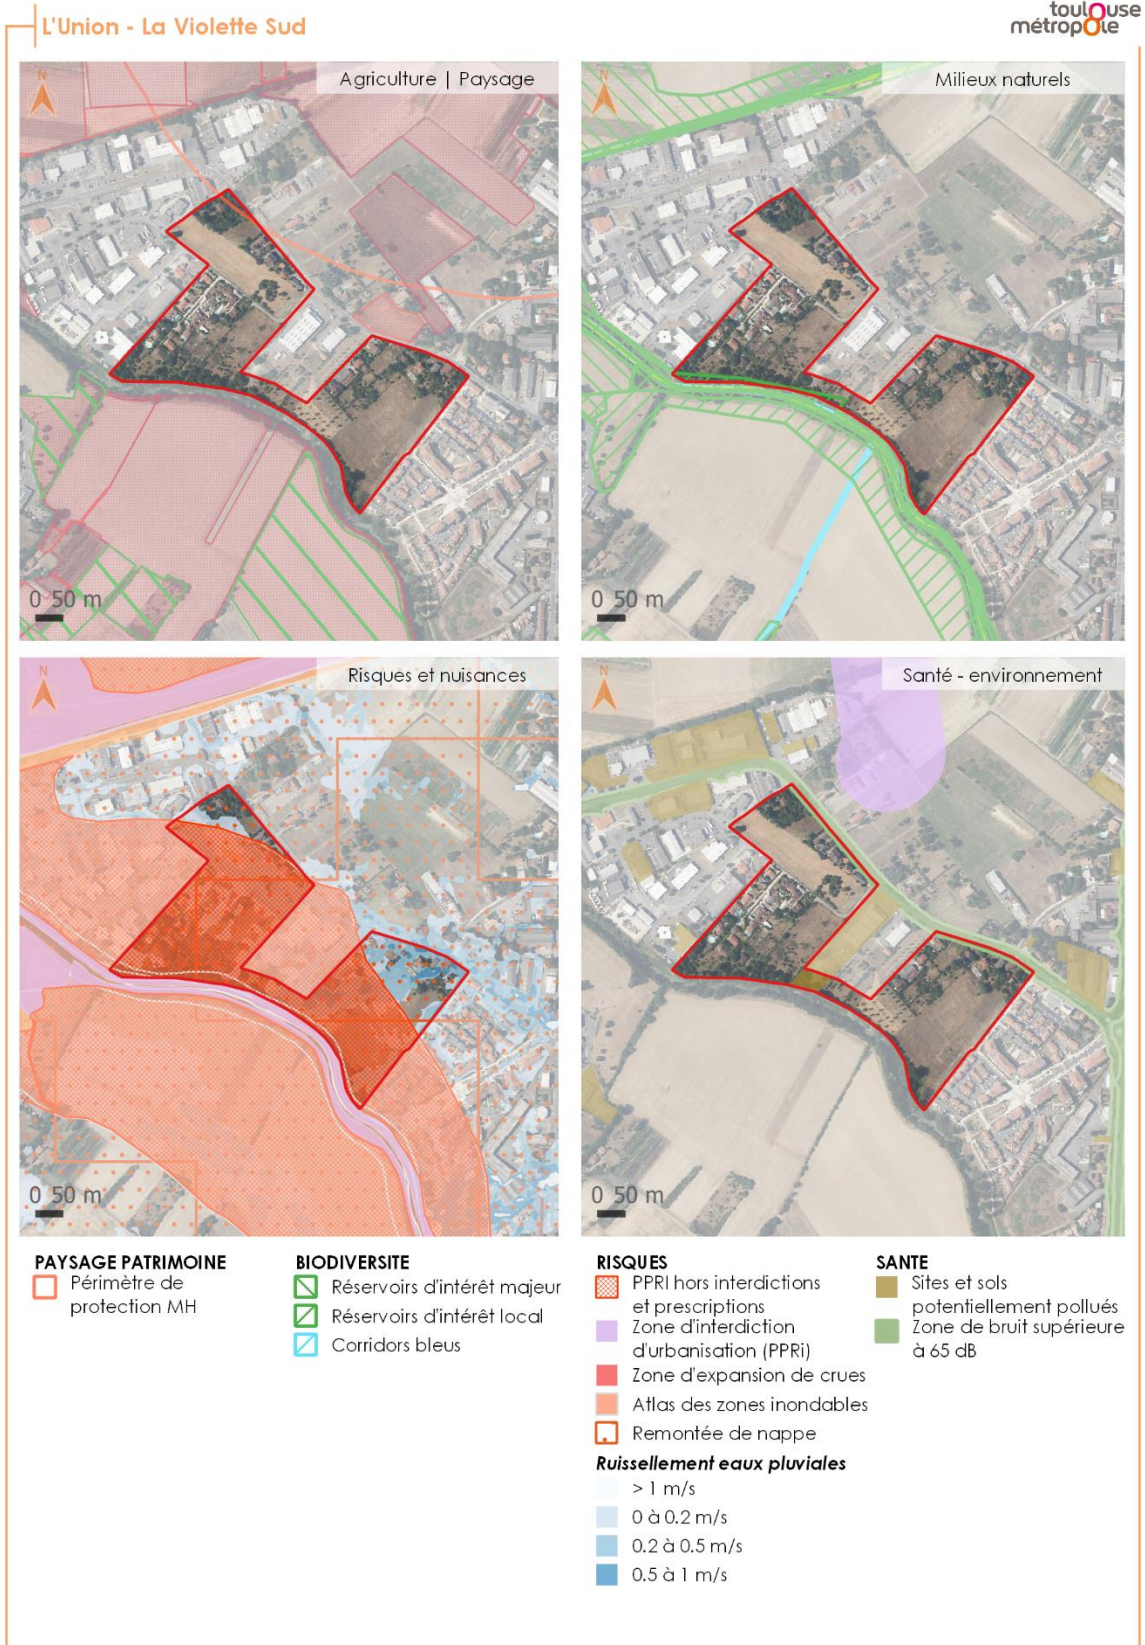 L'Union - La Violette Sud
toulouse
métropole
N
Agriculture | Paysage
0 50 m
N
Milieux naturels
0 50 m
N
Risques et nuisances
0 50 m
N
Santé - environnement
0 50 m
PAYSAGE PATRIMOINE
Périmètre de
protection MH
BIODIVERSITE
Réservoirs d'intérêt majeur
Réservoirs d'intérêt local
Corridors bleus
RISQUES
PPRI hors interdictions
et prescriptions
Zone d'interdiction
d'urbanisation (PPRi)
Zone d'expansion de crues
Atlas des zones inondables
Remontée de nappe
Ruissellement eaux pluviales
> 1 m/s
0 à 0.2 m/s
0.2 à 0.5 m/s
0.5 à 1 m/s
SANTE
Sites et sols
potentiellement pollués
Zone de bruit supérieure
à 65 dB